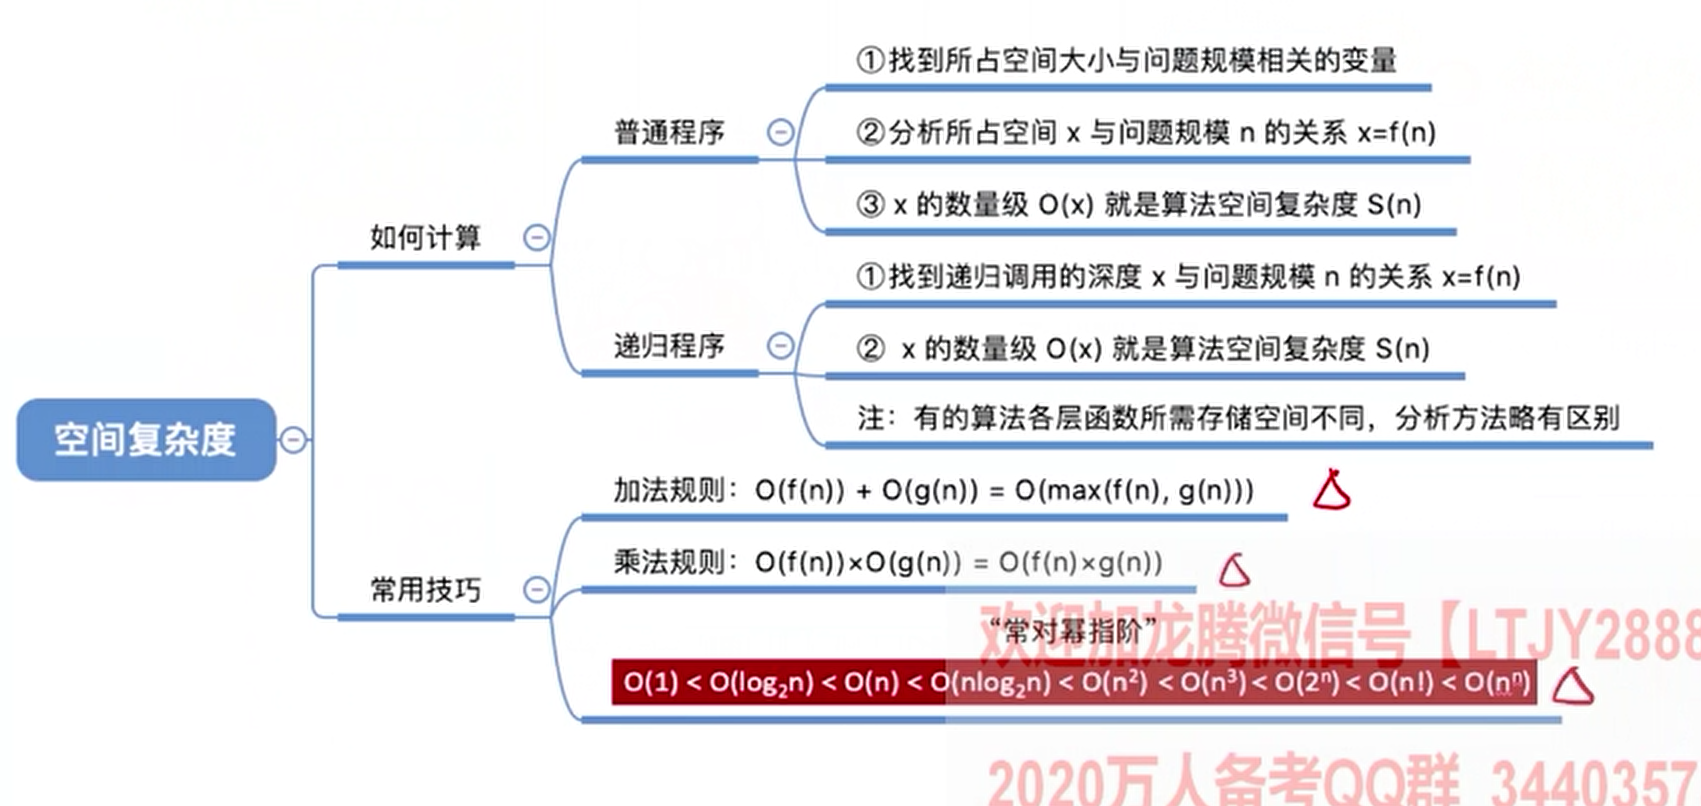 ①找到所占空间大小与问题规模相关的变量
普通程序
②分析所占空间 x 与问题规模 n 的关系 x=f(n)
③ x 的数量级 O(x) 就是算法空间复杂度 S(n)
如何计算
①找到递归调用的深度 x 与问题规模 n 的关系 x=f(n)
递归程序
② x 的数量级 O(x) 就是算法空间复杂度 S(n)
注：有的算法各层函数所需存储空间不同，分析方法略有区别
空间复杂度
加法规则：O(f(n)) + O(g(n)) = O(max(f(n), g(n)))
乘法规则：O(f(n))×O(g(n)) = O(f(n)×g(n))
常用技巧
“常对幂指阶”
O(1) < O(log₂n) < O(n) < O(nlog₂n) < O(n²) < O(n³) < O(2ⁿ) < O(n!) < O(nⁿ)
欢迎加龙腾微信号【LTJY2888
2020万人备考QQ群 3440357